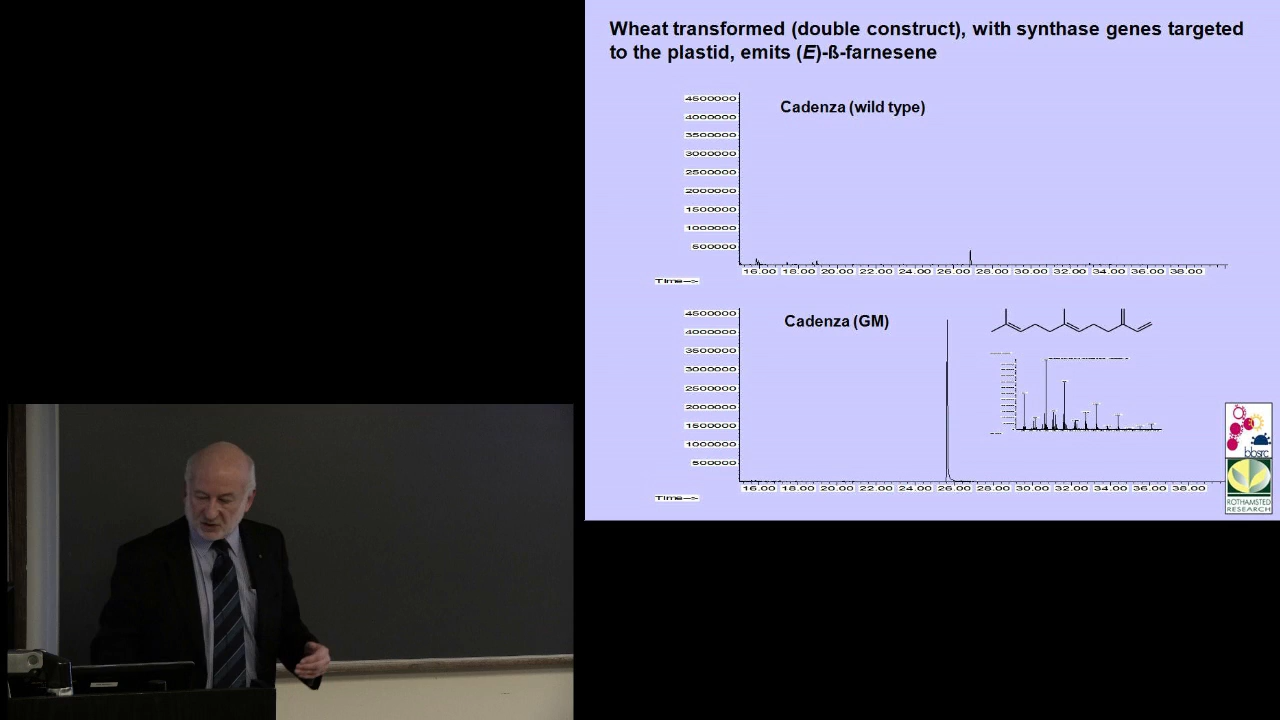 Wheat transformed (double construct), with synthase genes targeted
to the plastid, emits (E)-ß-farnesene
Cadenza (wild type)
4500000
4000000
3500000
3000000
2500000
2000000
1500000
1000000
500000
16.00 18.00 20.00 22.00 24.00 26.00 28.00 30.00 32.00 34.00 36.00 38.00
Time-->
Cadenza (GM)
4500000
4000000
3500000
3000000
2500000
2000000
1500000
1000000
500000
16.00 18.00 20.00 22.00 24.00 26.00 28.00 30.00 32.00 34.00 36.00 38.00
Time-->
bbsrc
ROTHAMSTED
RESEARCH